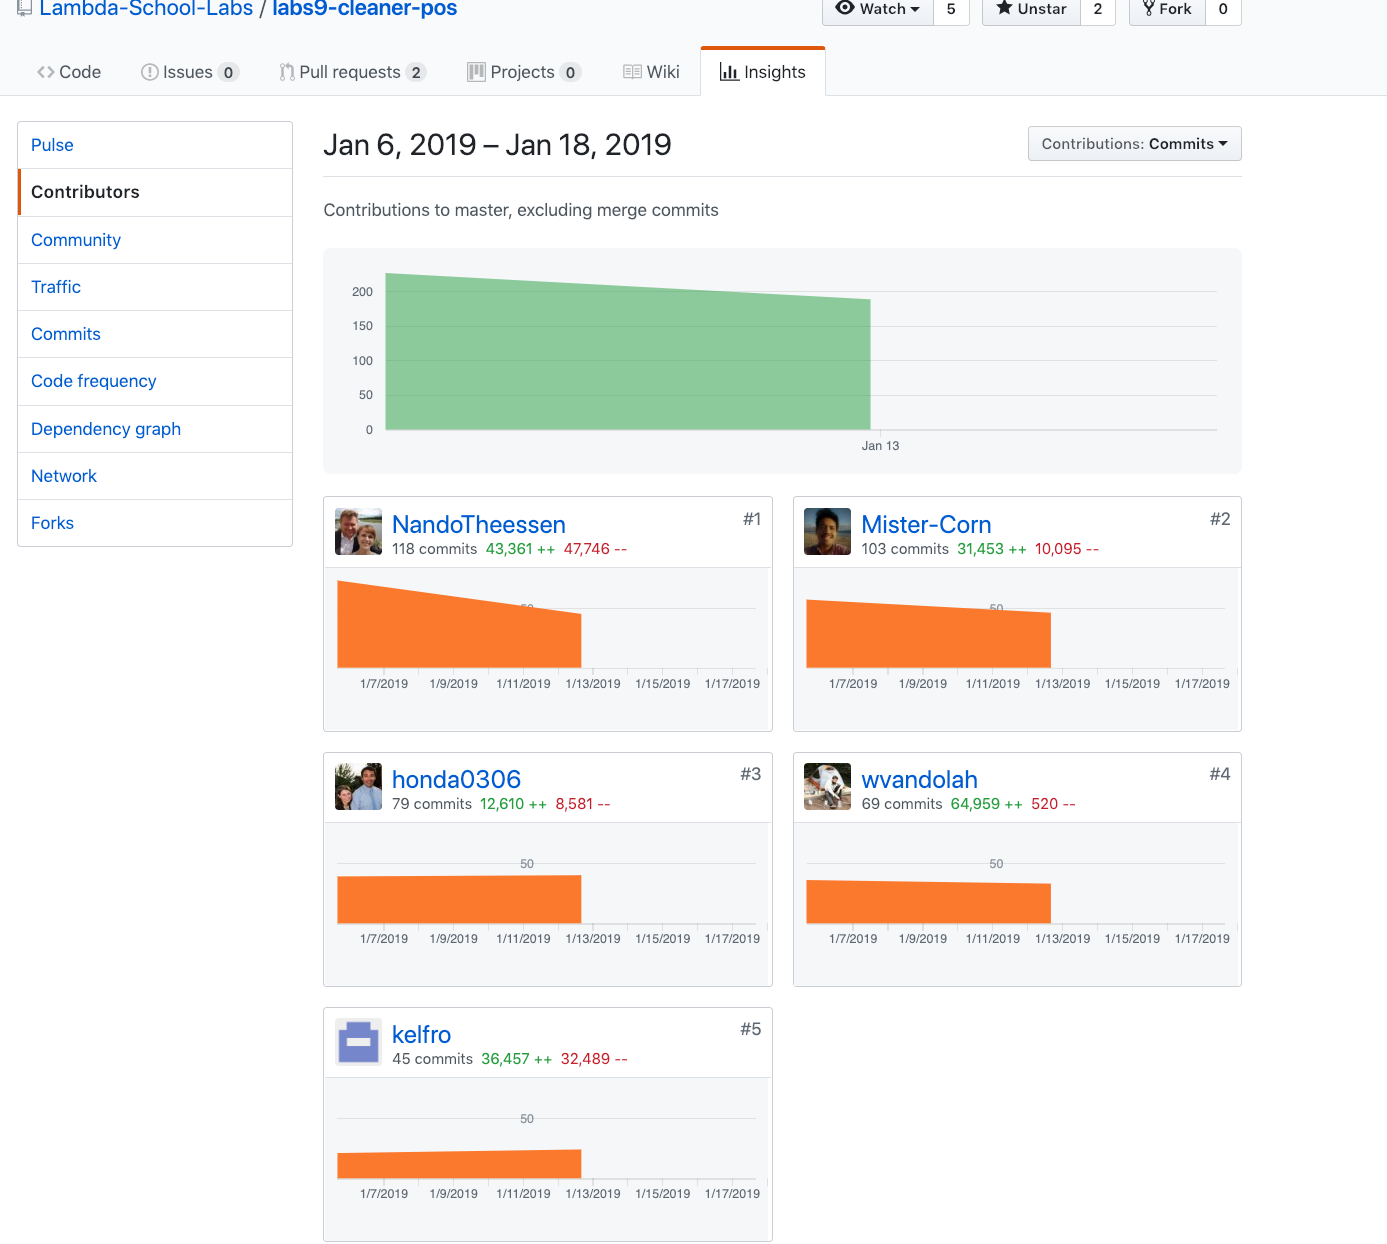 Lambda-School-Labs / labs9-cleaner-pos
Watch 5 Unstar 2 Fork 0
Code Issues 0 Pull requests 2 Projects 0 Wiki Insights
Pulse
Contributors
Community
Traffic
Commits
Code frequency
Dependency graph
Network
Forks
Jan 6, 2019 – Jan 18, 2019
Contributions: Commits
Contributions to master, excluding merge commits
200
150
100
50
0
Jan 13
NandoTheessen #1
118 commits 43,361 ++ 47,746 --
50
1/7/2019 1/9/2019 1/11/2019 1/13/2019 1/15/2019 1/17/2019
Mister-Corn #2
103 commits 31,453 ++ 10,095 --
50
1/7/2019 1/9/2019 1/11/2019 1/13/2019 1/15/2019 1/17/2019
honda0306 #3
79 commits 12,610 ++ 8,581 --
50
1/7/2019 1/9/2019 1/11/2019 1/13/2019 1/15/2019 1/17/2019
wvandolah #4
69 commits 64,959 ++ 520 --
50
1/7/2019 1/9/2019 1/11/2019 1/13/2019 1/15/2019 1/17/2019
kelfro #5
45 commits 36,457 ++ 32,489 --
50
1/7/2019 1/9/2019 1/11/2019 1/13/2019 1/15/2019 1/17/2019